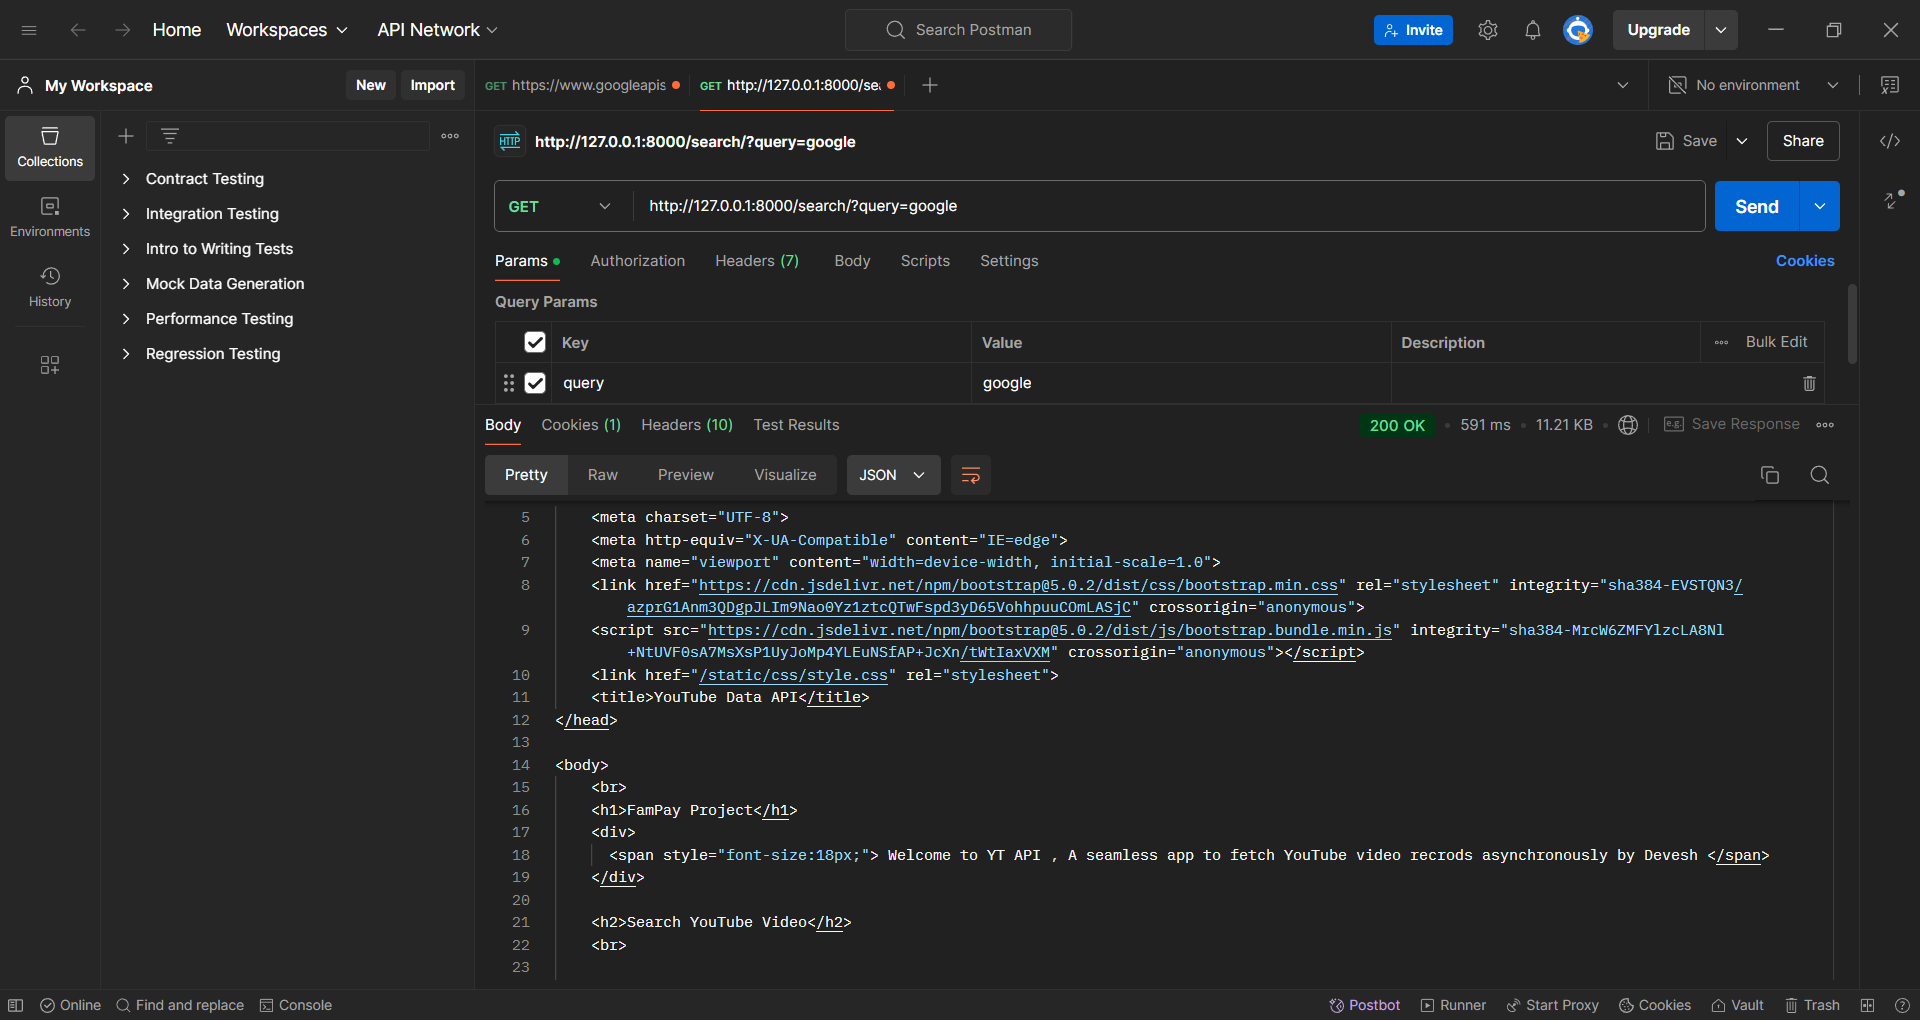 Home
Workspaces
API Network
Search Postman
Invite
Upgrade
My Workspace
New
Import
GET https://www.googleapis
GET http://127.0.0.1:8000/se
No environment
Collections
Environments
History
Contract Testing
Integration Testing
Intro to Writing Tests
Mock Data Generation
Performance Testing
Regression Testing
HTTP http://127.0.0.1:8000/search/?query=google
Save
Share
GET
http://127.0.0.1:8000/search/?query=google
Send
Params
Authorization
Headers (7)
Body
Scripts
Settings
Cookies
Query Params
Key
Value
Description
Bulk Edit
query
google
Body
Cookies (1)
Headers (10)
Test Results
200 OK
591 ms
11.21 KB
e.g. Save Response
Pretty
Raw
Preview
Visualize
JSON
5 <meta charset="UTF-8">
6 <meta http-equiv="X-UA-Compatible" content="IE=edge">
7 <meta name="viewport" content="width=device-width, initial-scale=1.0">
8 <link href="https://cdn.jsdelivr.net/npm/bootstrap@5.0.2/dist/css/bootstrap.min.css" rel="stylesheet" integrity="sha384-EVSTQN3/
azprG1Anm3QDgpJLIm9Nao0Yz1ztcQTwFspd3yD65VohhpuuCOmLASjC" crossorigin="anonymous">
9 <script src="https://cdn.jsdelivr.net/npm/bootstrap@5.0.2/dist/js/bootstrap.bundle.min.js" integrity="sha384-MrcW6ZMFYlzcLA8Nl
+NtUVF0sA7MsXsP1UyJoMp4YLEuNSfAP+JcXn/tWtIaxVXM" crossorigin="anonymous"></script>
10 <link href="/static/css/style.css" rel="stylesheet">
11 <title>YouTube Data API</title>
12 </head>
13
14 <body>
15 <br>
16 <h1>FamPay Project</h1>
17 <div>
18 <span style="font-size:18px;"> Welcome to YT API , A seamless app to fetch YouTube video recrods asynchronously by Devesh </span>
19 </div>
20
21 <h2>Search YouTube Video</h2>
22 <br>
23
Online
Find and replace
Console
Postbot
Runner
Start Proxy
Cookies
Vault
Trash